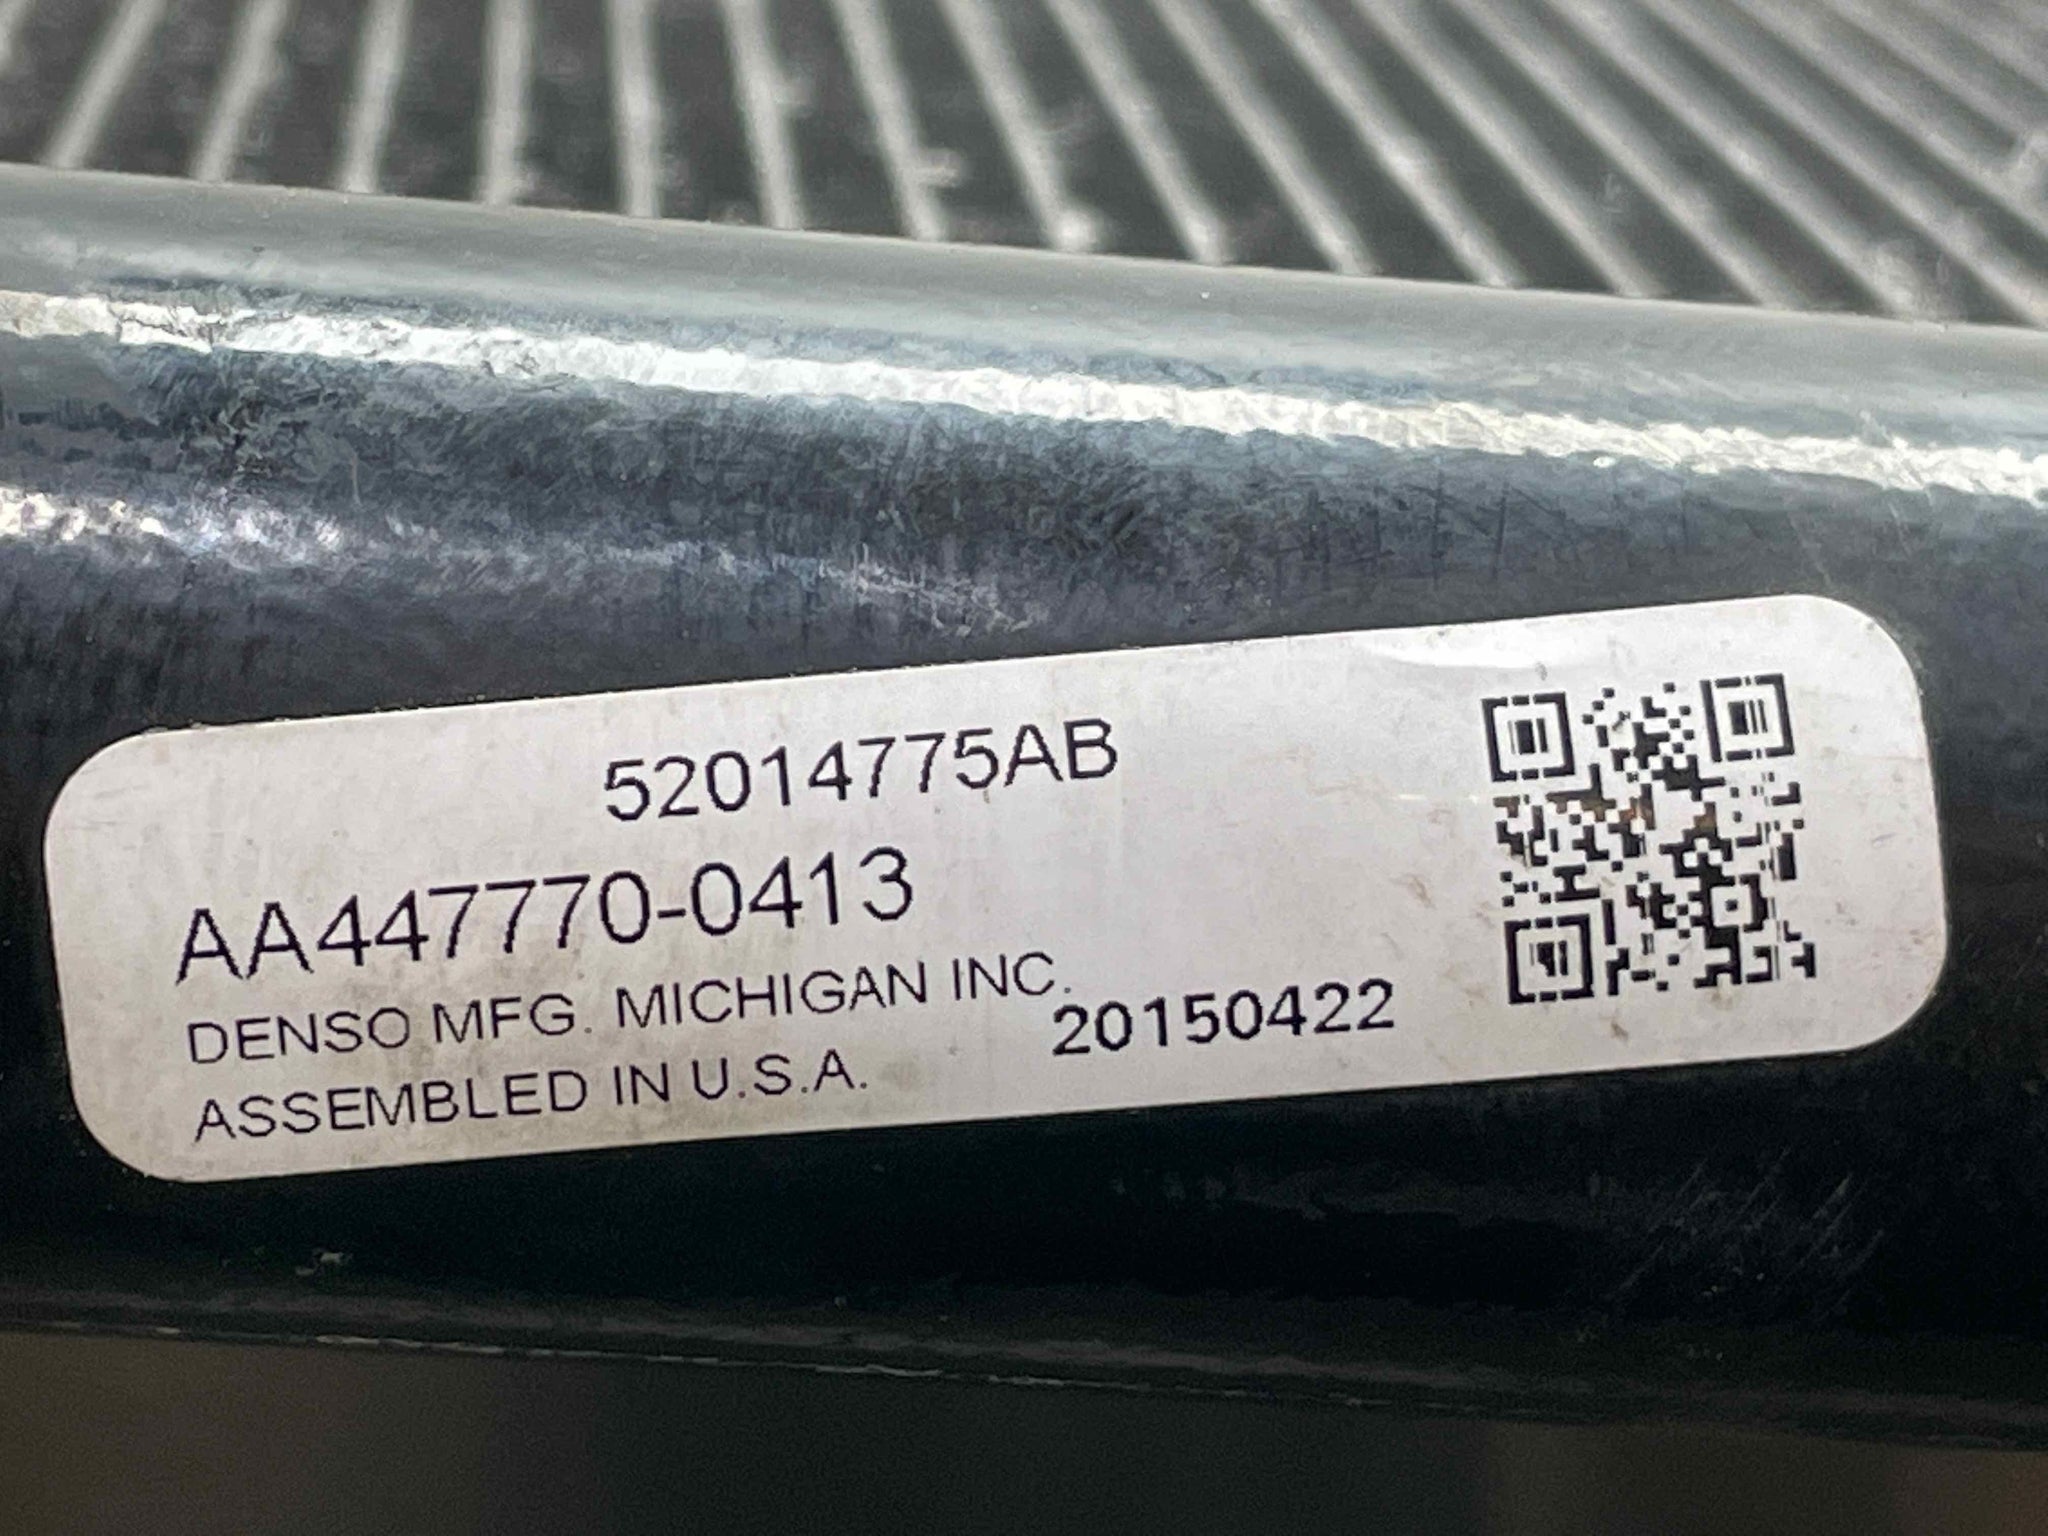 52014775AB
AA447770-0413
DENSO MFG. MICHIGAN INC.
20150422
ASSEMBLED IN U.S.A.